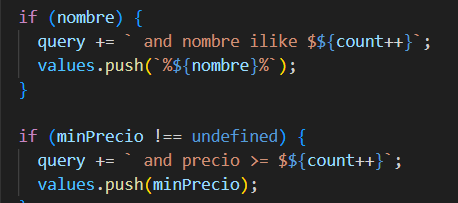 if (nombre) {
query += ` and nombre ilike $${count++}`;
values.push(`%${nombre}%`);
}
if (minPrecio !== undefined) {
query += ` and precio >= $${count++}`;
values.push(minPrecio);